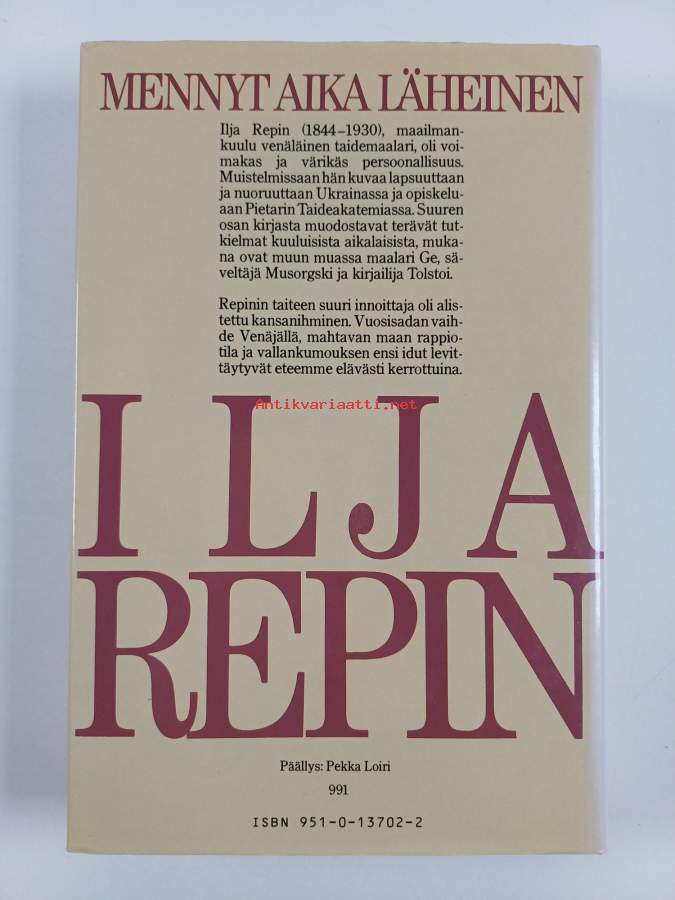 MENNYT AIKA LÄHEINEN
Ilja Repin (1844–1930), maailman-
kuulu venäläinen taidemaalari, oli voi-
makas ja värikäs persoonallisuus.
Muistelmissaan hän kuvaa lapsuuttaan
ja nuoruuttaan Ukrainassa ja opiskelu-
aan Pietarin Taideakatemiassa. Suuren
osan kirjasta muodostavat terävät tut-
kielmat kuuluisista aikalaisista, muka-
na ovat muun muassa maalari Ge, sä-
veltäjä Musorgski ja kirjailija Tolstoi.
Repinin taiteen suuri innoittaja oli alis-
tettu kansanihminen. Vuosisadan vaih-
de Venäjällä, mahtavan maan rappio-
tila ja vallankumouksen ensi idut levit-
täytyvät eteemme elävästi kerrottuina.
Antikvariaatti.net
ILJA
REPIN
Päällys: Pekka Loiri
991
ISBN 951-0-13702-2